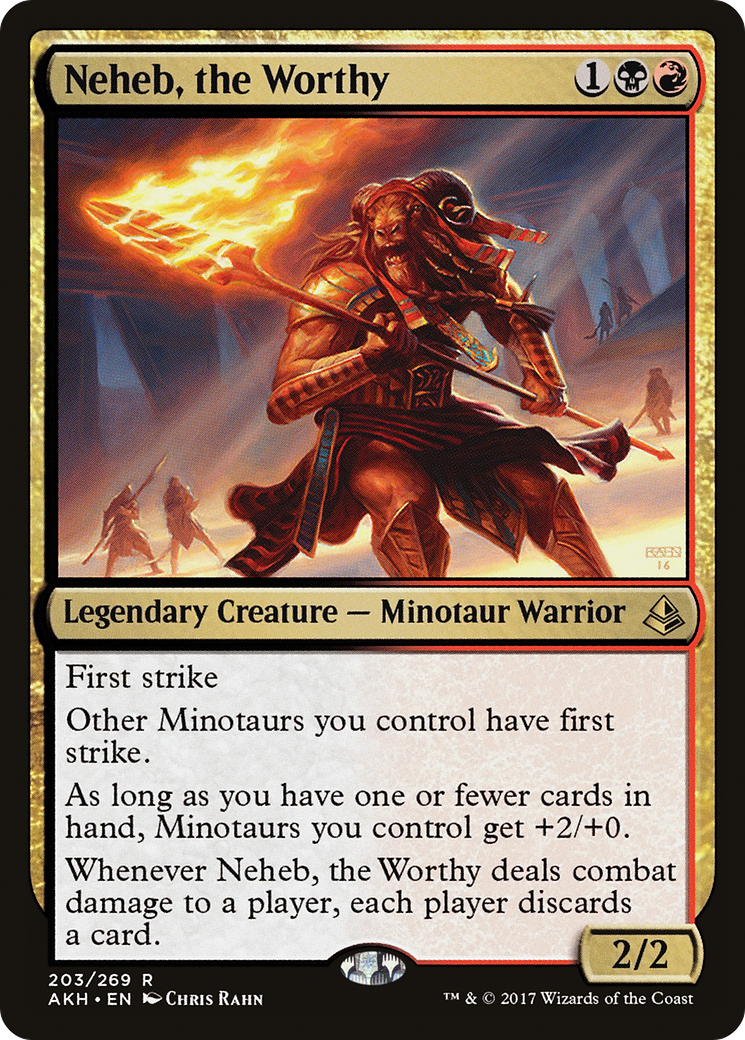 Neheb, the Worthy 1
RAHN
16
Legendary Creature — Minotaur Warrior
First strike
Other Minotaurs you control have first
strike.
As long as you have one or fewer cards in
hand, Minotaurs you control get +2/+0.
Whenever Neheb, the Worthy deals combat
damage to a player, each player discards
a card.
2/2
203/269 R
AKH • EN Chris Rahn
™ & © 2017 Wizards of the Coast